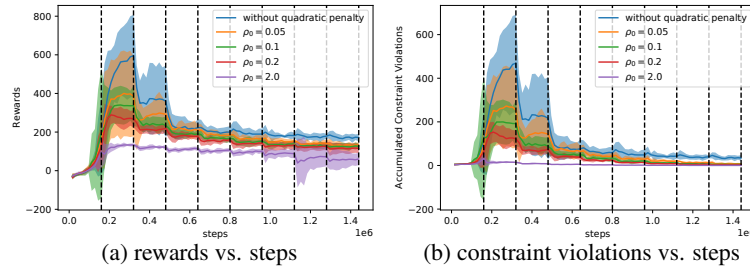 800
600
400
200
0
−200
Rewards
without quadratic penalty
ρ₀ = 0.05
ρ₀ = 0.1
ρ₀ = 0.2
ρ₀ = 2.0
0.0 0.2 0.4 0.6 0.8 1.0 1.2 1.4
steps
1e6
(a) rewards vs. steps
600
400
200
0
−200
Accumulated Constraint Violations
without quadratic penalty
ρ₀ = 0.05
ρ₀ = 0.1
ρ₀ = 0.2
ρ₀ = 2.0
0.0 0.2 0.4 0.6 0.8 1.0 1.2 1.4
steps
1e6
(b) constraint violations vs. steps